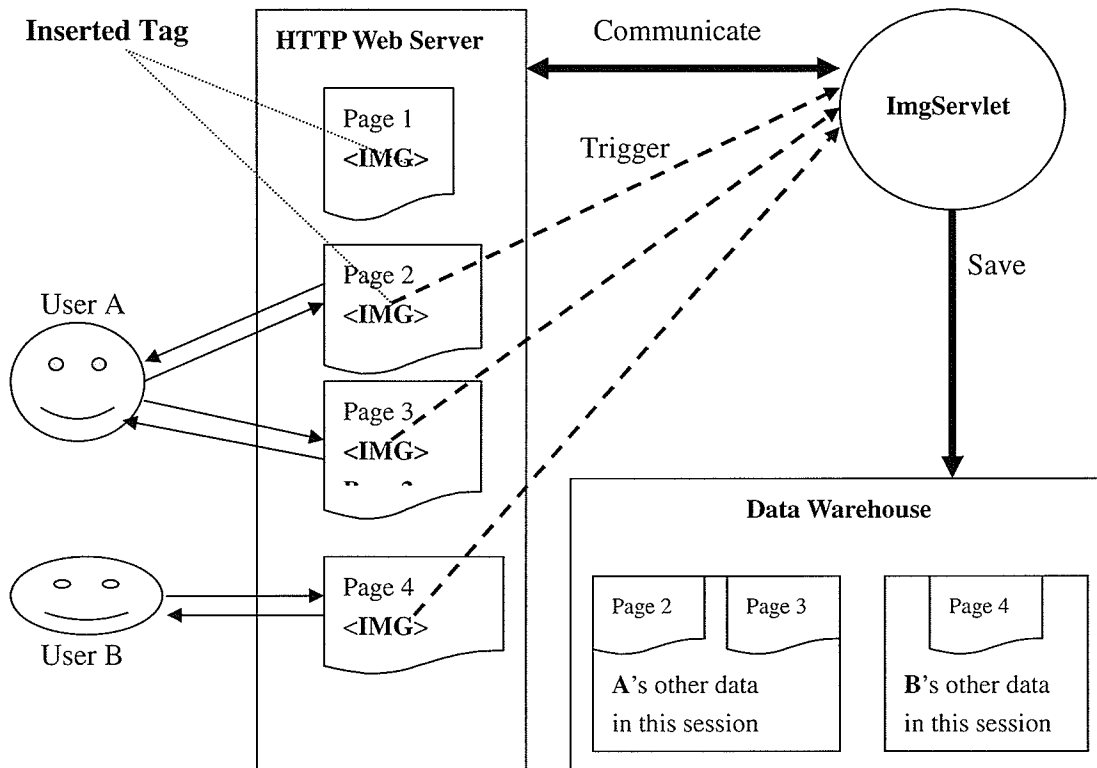 Inserted Tag
HTTP Web Server
Communicate
ImgServlet
Page 1
<IMG>
Trigger
Page 2
<IMG>
Save
User A
Page 3
<IMG>
Data Warehouse
Page 4
<IMG>
User B
Page 2
Page 3
Page 4
A's other data
in this session
B's other data
in this session